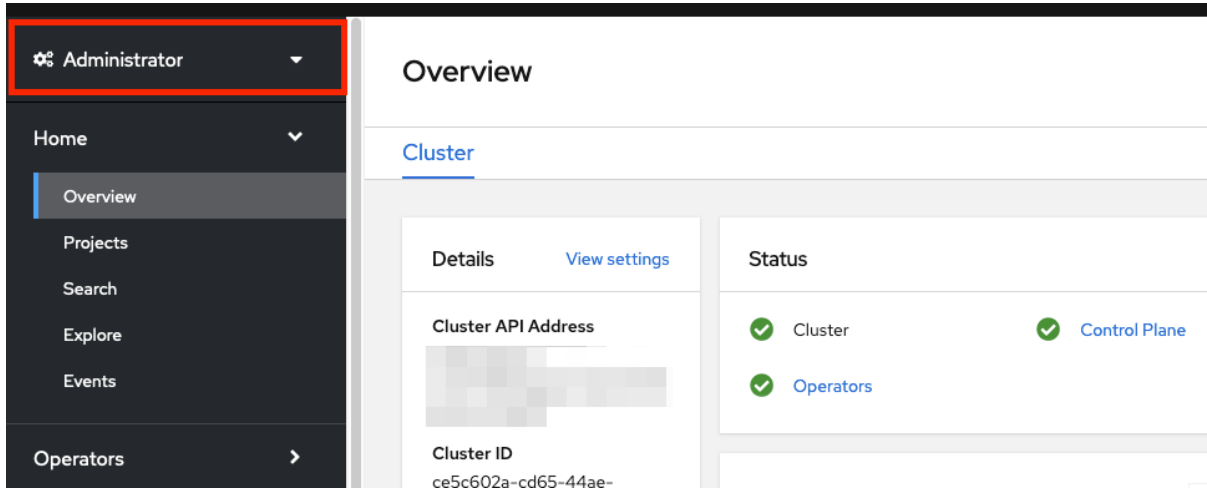 Administrator
Home
Overview
Projects
Search
Explore
Events
Operators
Overview
Cluster
Details
View settings
Cluster API Address
Cluster ID
ce5c602a-cd65-44ae-
Status
Cluster
Control Plane
Operators